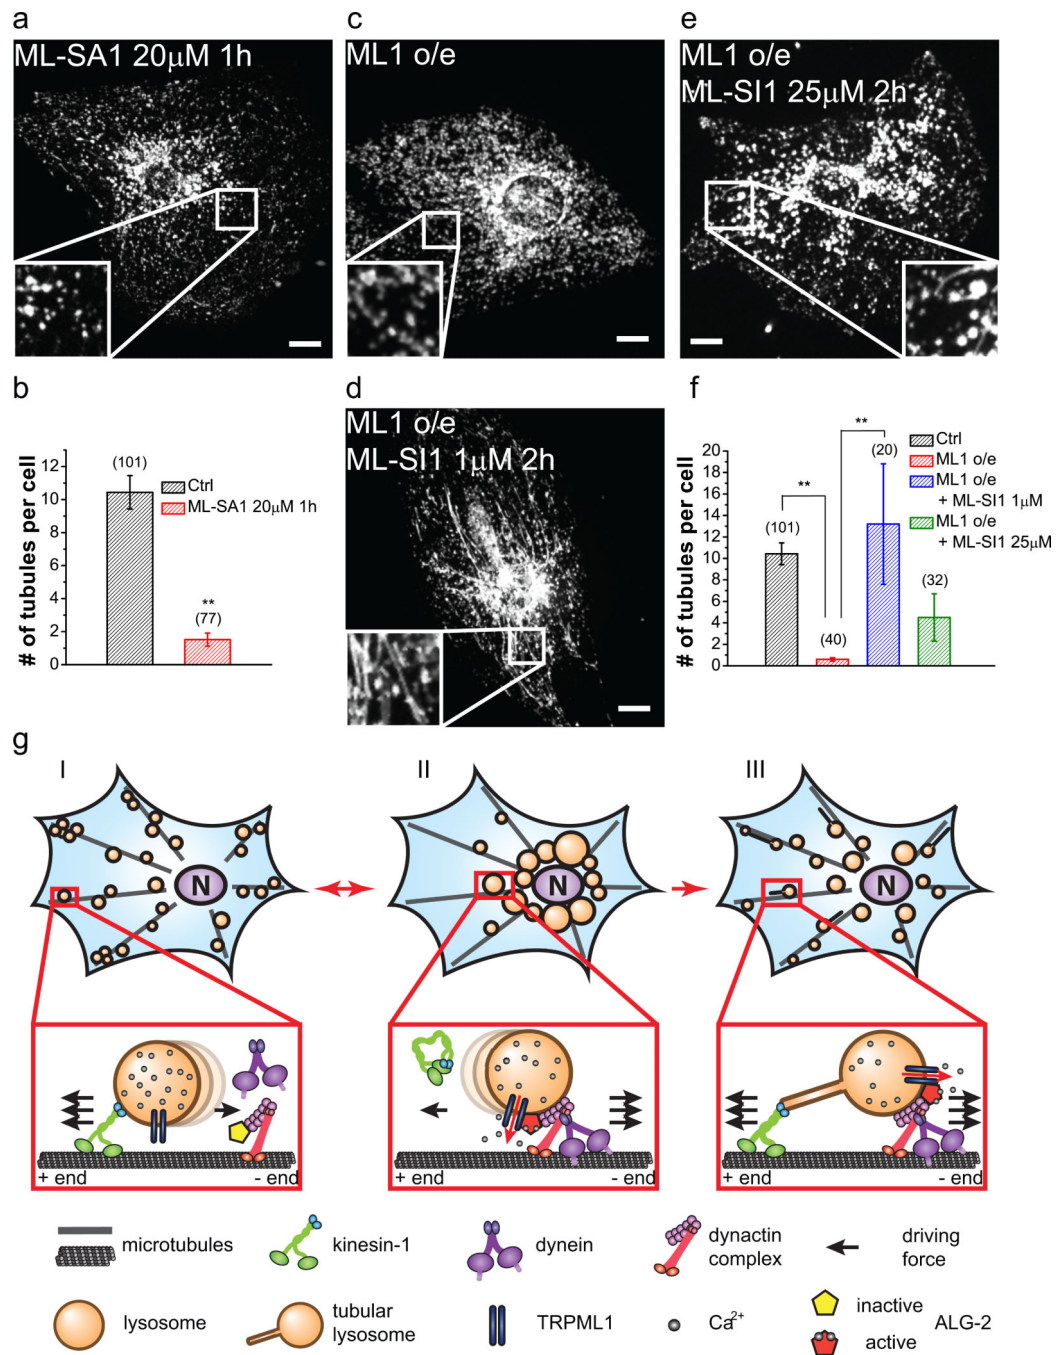 a
ML-SA1 20μM 1h
c
ML1 o/e
e
ML1 o/e
ML-SI1 25μM 2h
b
# of tubules per cell
12
10
8
6
4
2
0
(101)
**
(77)
Ctrl
ML-SA1 20μM 1h
d
ML1 o/e
ML-SI1 1μM 2h
f
# of tubules per cell
20
18
16
14
12
10
8
6
4
2
0
(101)
**
(40)
**
(20)
(32)
Ctrl
ML1 o/e
ML1 o/e
+ ML-SI1 1μM
ML1 o/e
+ ML-SI1 25μM
g
I
II
III
N
N
N
+ end
- end
+ end
- end
+ end
- end
microtubules
kinesin-1
dynein
dynactin
complex
driving
force
lysosome
tubular
lysosome
TRPML1
Ca2+
inactive
active
ALG-2